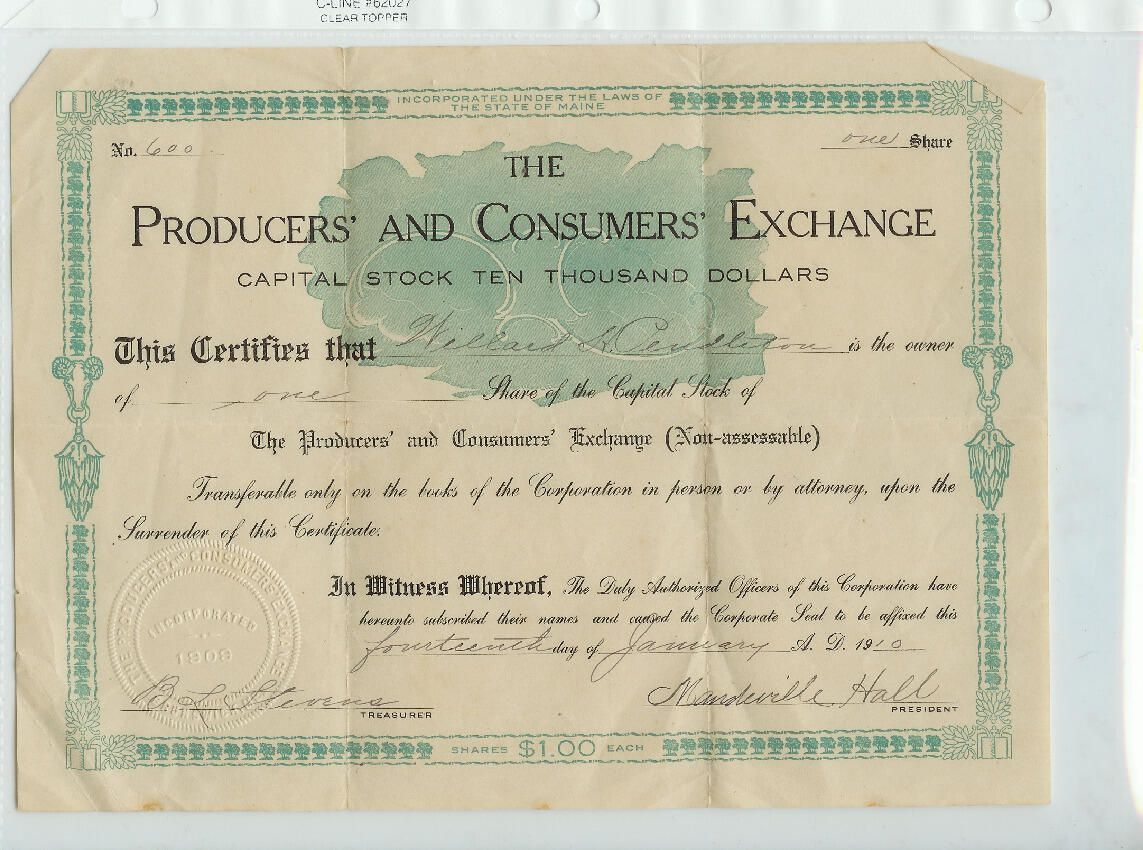 C-LINE #62027
CLEAR TOPPER
INCORPORATED UNDER THE LAWS OF
THE STATE OF MAINE
No. 600
one Share
THE
PRODUCERS' AND CONSUMERS' EXCHANGE
CAPITAL STOCK TEN THOUSAND DOLLARS
This Certifies that Willard L Pendleton is the owner
of one Share of the Capital Stock of
The Producers' and Consumers' Exchange (Non-assessable)
Transferable only on the books of the Corporation in person or by attorney, upon the
Surrender of this Certificate.
In Witness Whereof, The Duly Authorized Officers of this Corporation have
hereunto subscribed their names and caused the Corporate Seal to be affixed this
fourteenth day of January A. D. 1910
THE PRODUCERS' AND CONSUMERS' EXCHANGE
INCORPORATED
1909
B. L. Stevens
TREASURER
Mandeville Hall
PRESIDENT
SHARES $1.00 EACH